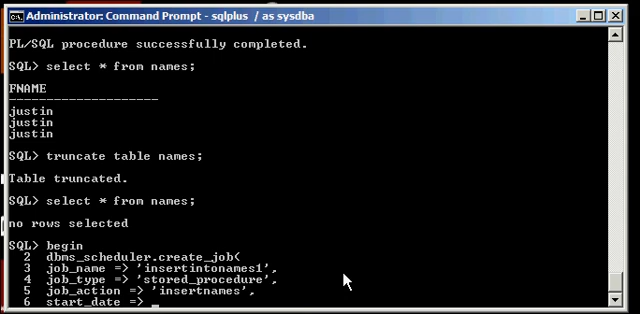 Administrator: Command Prompt - sqlplus / as sysdba
PL/SQL procedure successfully completed.
SQL> select * from names;
FNAME
--------------------
justin
justin
justin
SQL> truncate table names;
Table truncated.
SQL> select * from names;
no rows selected
SQL> begin
2 dbms_scheduler.create_job(
3 job_name => 'insertintonames1',
4 job_type => 'stored_procedure',
5 job_action => 'insertnames',
6 start_date => _